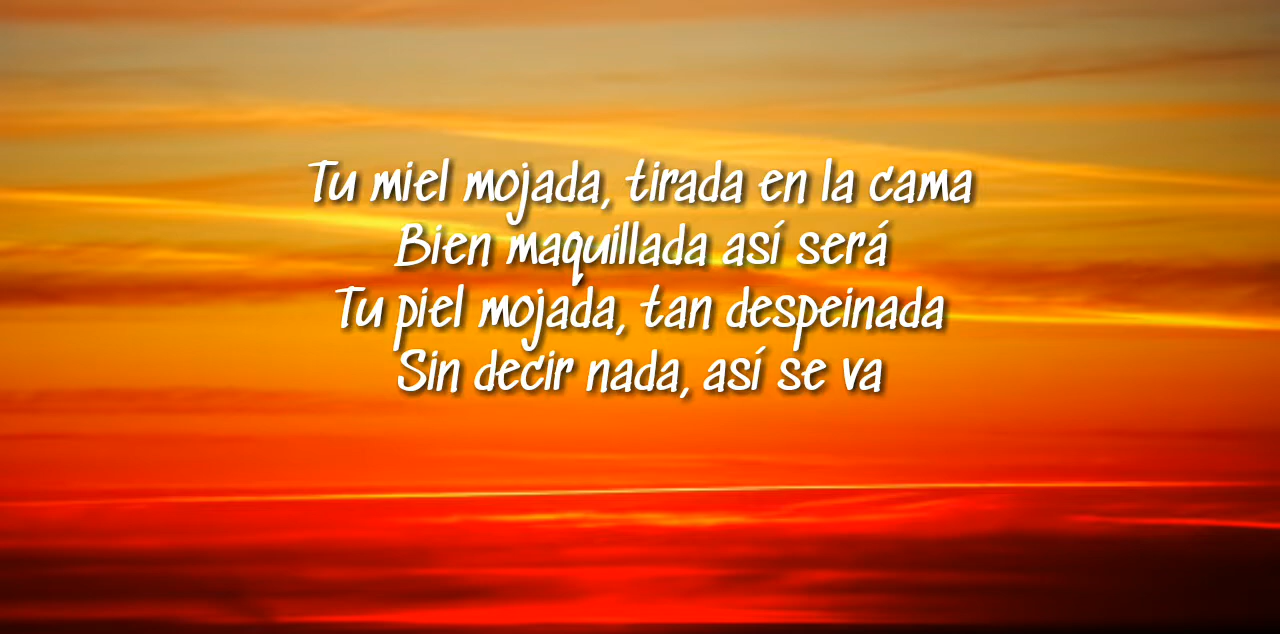 Tu miel mojada, tirada en la cama
Bien maquillada así será
Tu piel mojada, tan despeinada
Sin decir nada, así se va